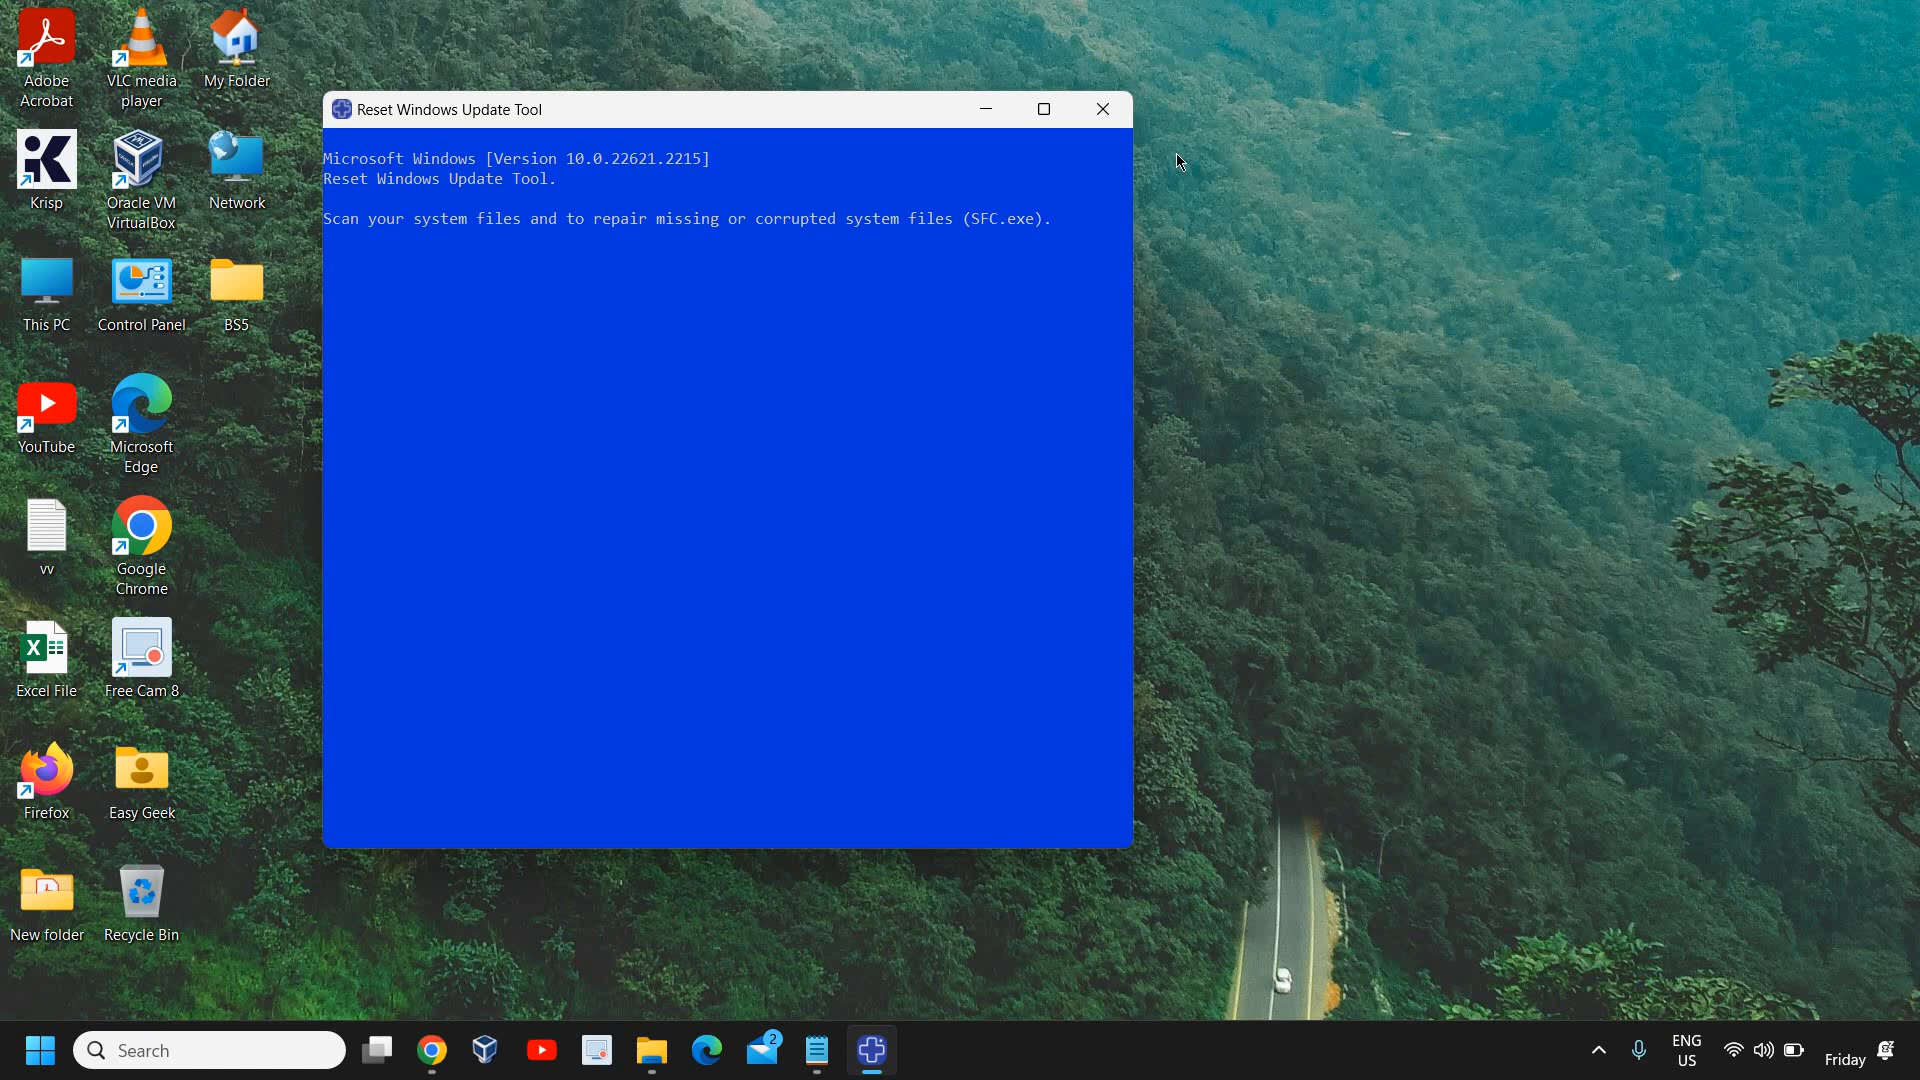 Adobe
Acrobat
VLC media
player
My Folder
Krisp
Oracle VM
VirtualBox
Network
This PC
Control Panel
BS5
YouTube
Microsoft
Edge
vv
Google
Chrome
Excel File
Free Cam 8
Firefox
Easy Geek
New folder
Recycle Bin
Reset Windows Update Tool
Microsoft Windows [Version 10.0.22621.2215]
Reset Windows Update Tool.
Scan your system files and to repair missing or corrupted system files (SFC.exe).
Search
2
ENG
US
Friday